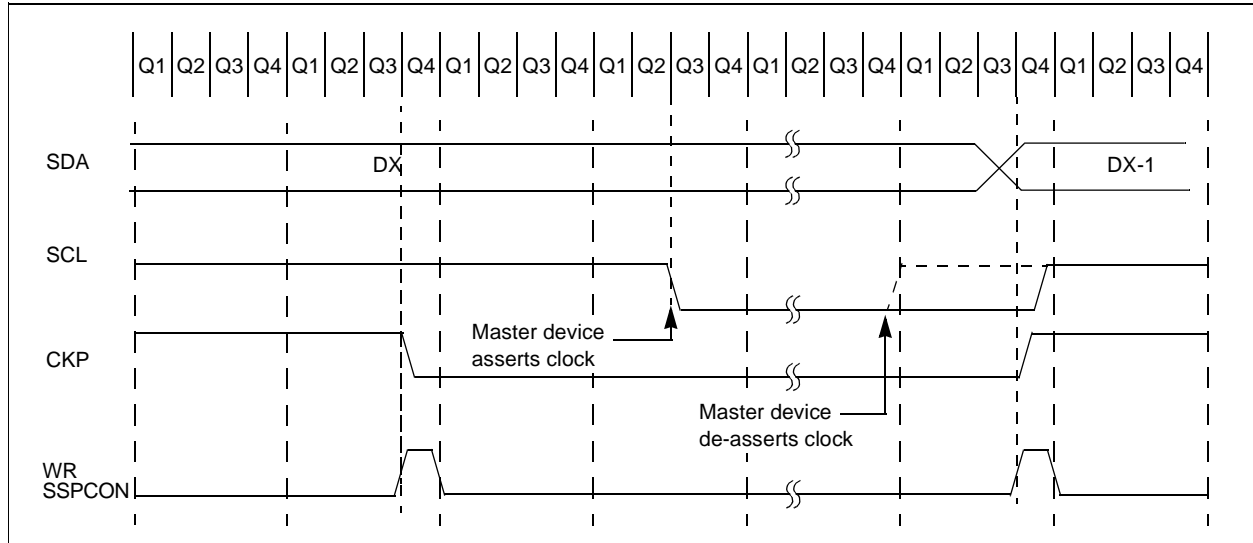 Q1 Q2 Q3 Q4 Q1 Q2 Q3 Q4 Q1 Q2 Q3 Q4 Q1 Q2 Q3 Q4 Q1 Q2 Q3 Q4 Q1 Q2 Q3 Q4 Q1 Q2 Q3 Q4
SDA
DX
DX-1
SCL
Master device
asserts clock
CKP
Master device
de-asserts clock
WR
SSPCON